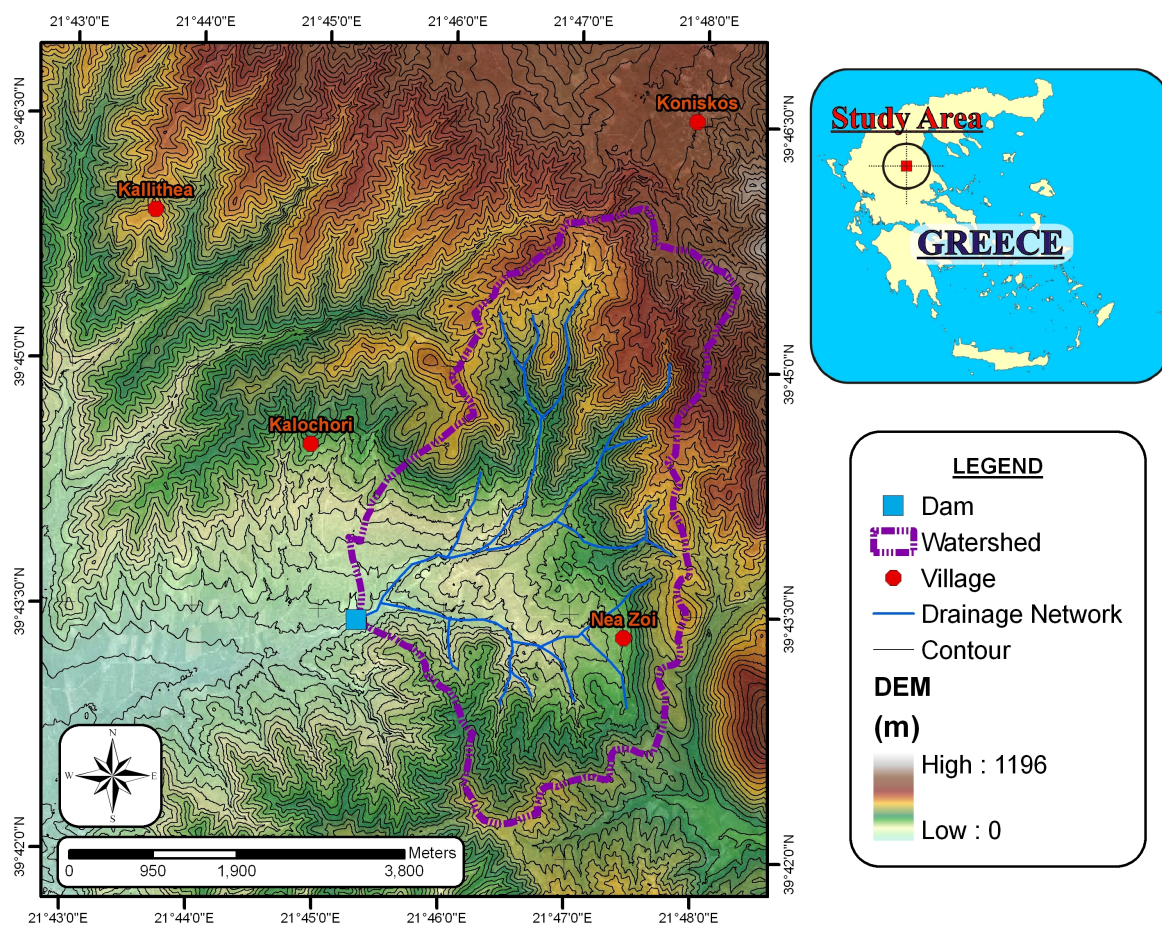 21°43'0"E 21°44'0"E 21°45'0"E 21°46'0"E 21°47'0"E 21°48'0"E
39°46'30"N
39°45'0"N
39°43'30"N
39°42'0"N
Koniskos
Kallithea
Kalochori
Nea Zoi
N
W E
S
Meters
0 950 1,900 3,800
39°46'30"N
39°45'0"N
39°43'30"N
39°42'0"N
21°43'0"E 21°44'0"E 21°45'0"E 21°46'0"E 21°47'0"E 21°48'0"E
Study Area
GREECE
LEGEND
Dam
Watershed
Village
Drainage Network
Contour
DEM
(m)
High : 1196
Low : 0